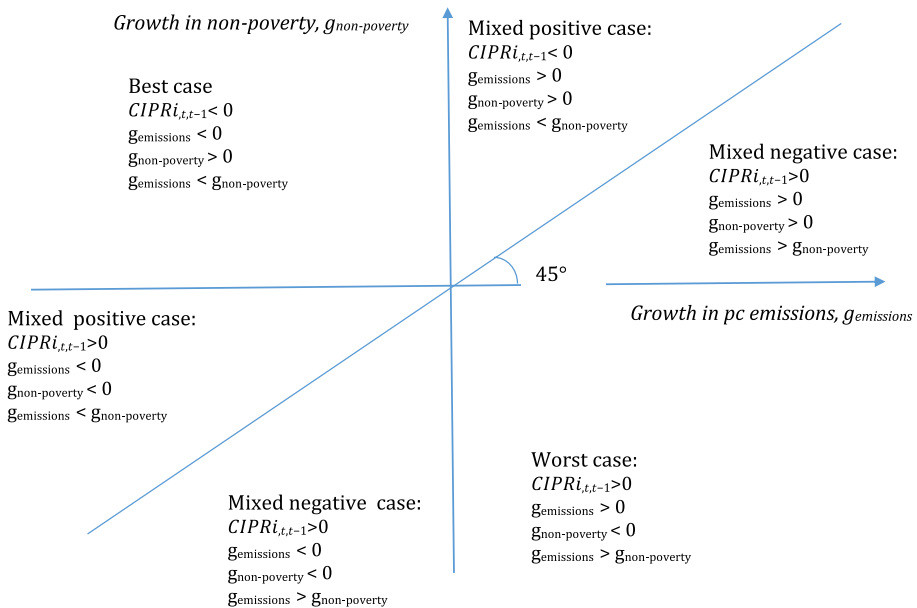 Growth in non-poverty, gnon-poverty
Mixed positive case:
CIPRi,t,t−1< 0
gemissions > 0
gnon-poverty > 0
gemissions < gnon-poverty
Best case
CIPRi,t,t−1< 0
gemissions < 0
gnon-poverty > 0
gemissions < gnon-poverty
Mixed negative case:
CIPRi,t,t−1>0
gemissions > 0
gnon-poverty > 0
gemissions > gnon-poverty
45°
Growth in pc emissions, gemissions
Mixed positive case:
CIPRi,t,t−1>0
gemissions < 0
gnon-poverty < 0
gemissions < gnon-poverty
Worst case:
CIPRi,t,t−1>0
gemissions > 0
gnon-poverty < 0
gemissions > gnon-poverty
Mixed negative case:
CIPRi,t,t−1>0
gemissions < 0
gnon-poverty < 0
gemissions > gnon-poverty